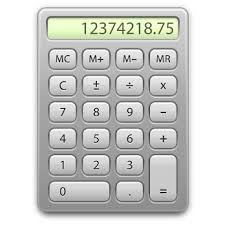 12374218.75
MC M+ M− MR
C ± ÷ ×
7 8 9 −
4 5 6 +
1 2 3
0 . =